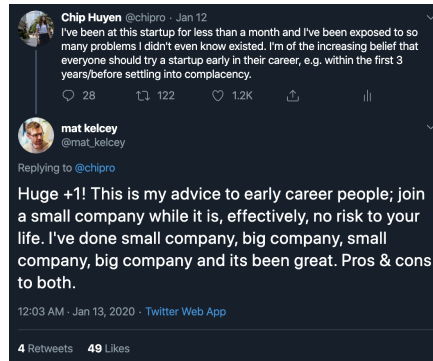 Chip Huyen @chipro · Jan 12
I've been at this startup for less than a month and I've been exposed to so
many problems I didn't even know existed. I'm of the increasing belief that
everyone should try a startup early in their career, e.g. within the first 3
years/before settling into complacency.
28 122 1.2K
mat kelcey
@mat_kelcey
Replying to @chipro
Huge +1! This is my advice to early career people; join
a small company while it is, effectively, no risk to your
life. I've done small company, big company, small
company, big company and its been great. Pros & cons
to both.
12:03 AM · Jan 13, 2020 · Twitter Web App
4 Retweets 49 Likes